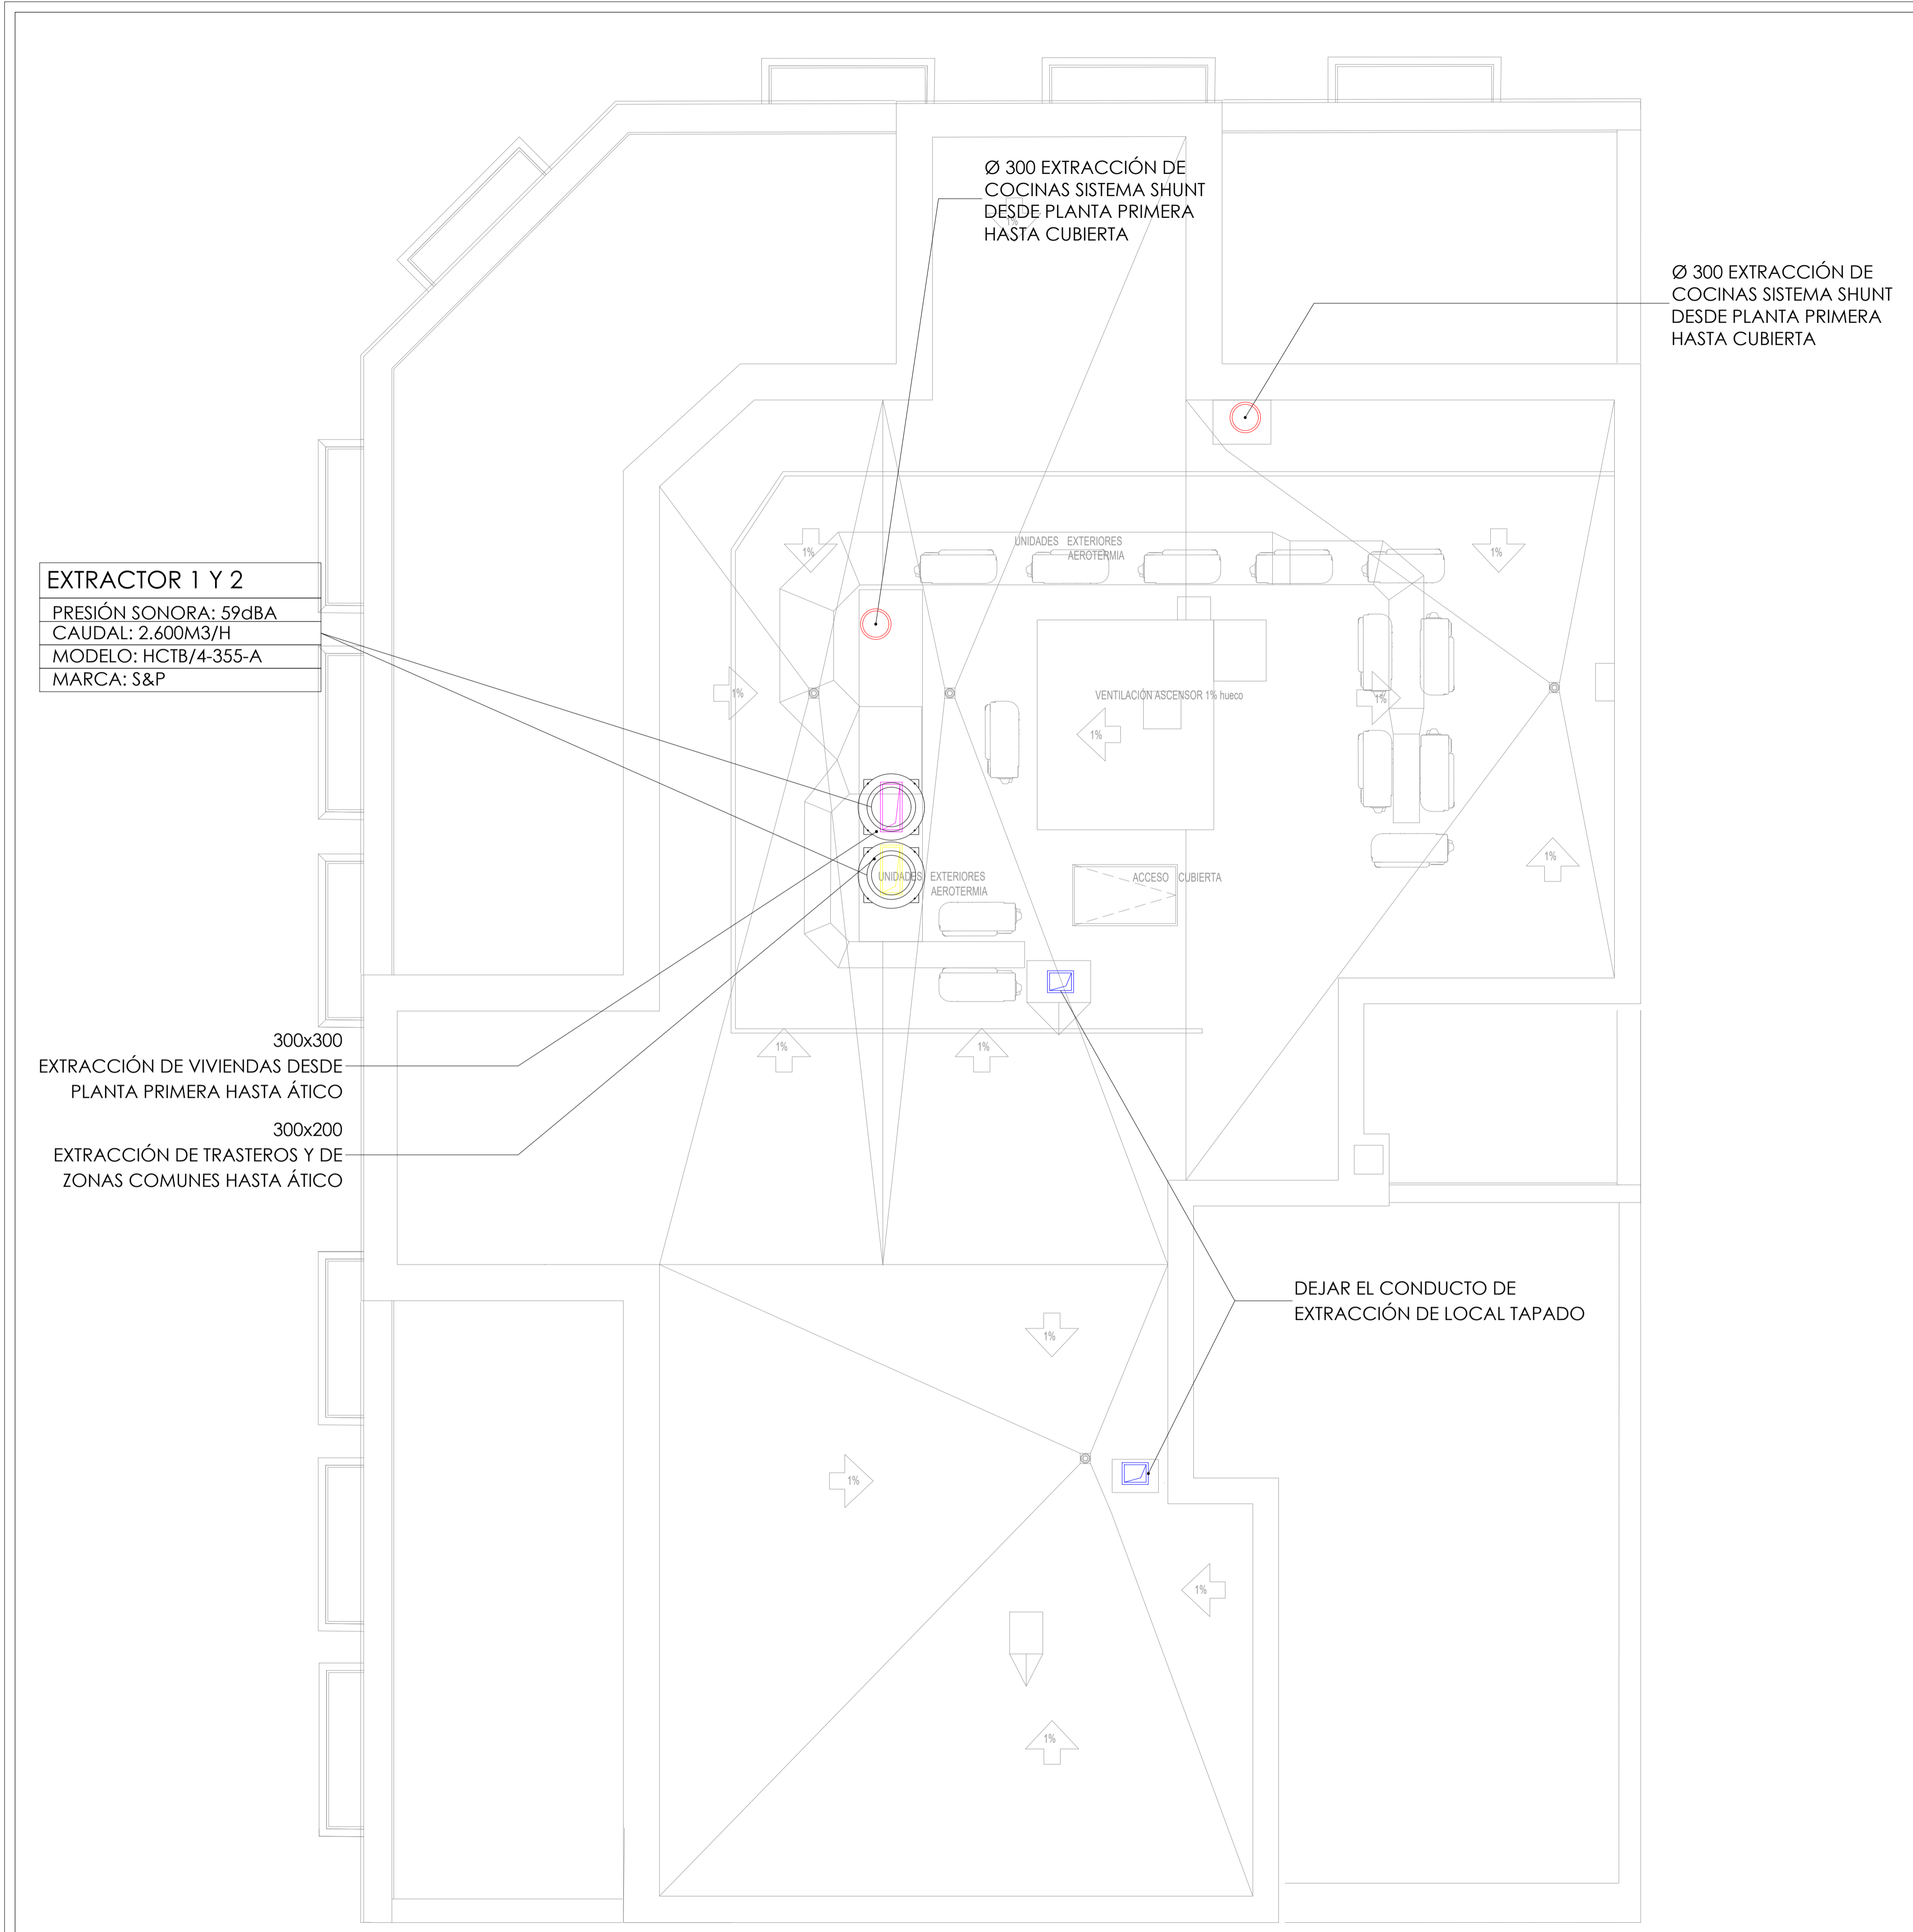 Ø 300 EXTRACCIÓN DE
COCINAS SISTEMA SHUNT
DESDE PLANTA PRIMERA
HASTA CUBIERTA
1%
Ø 300 EXTRACCIÓN DE
COCINAS SISTEMA SHUNT
DESDE PLANTA PRIMERA
HASTA CUBIERTA
UNIDADES EXTERIORES
AEROTERMIA
1%
1%
EXTRACTOR 1 Y 2
PRESIÓN SONORA: 59dBA
CAUDAL: 2.600M3/H
MODELO: HCTB/4-355-A
MARCA: S&P
1%
VENTILACIÓN ASCENSOR 1% hueco
1%
1%
1%
UNIDADES EXTERIORES
AEROTERMIA
ACCESO CUBIERTA
300x300
EXTRACCIÓN DE VIVIENDAS DESDE
PLANTA PRIMERA HASTA ÁTICO
1%
1%
300x200
EXTRACCIÓN DE TRASTEROS Y DE
ZONAS COMUNES HASTA ÁTICO
DEJAR EL CONDUCTO DE
EXTRACCIÓN DE LOCAL TAPADO
1%
1%
1%
1%